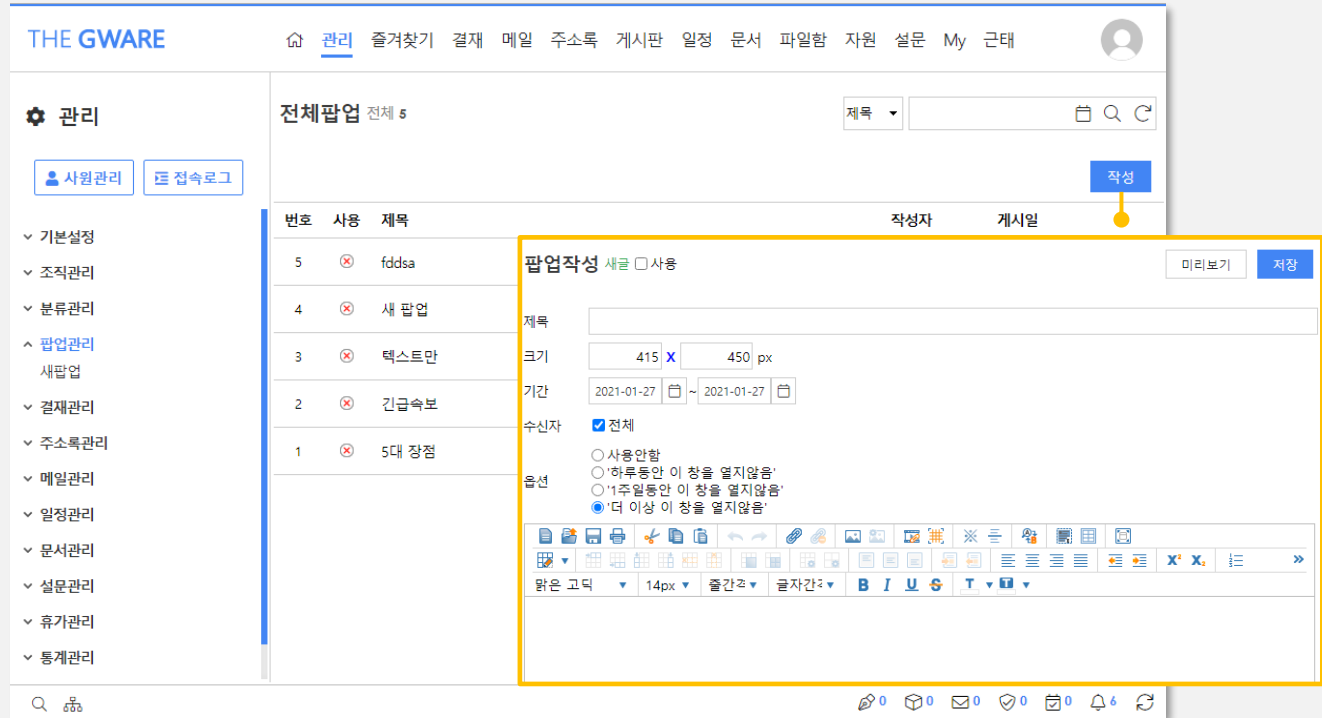 THE GWARE
관리 즐겨찾기 결재 메일 주소록 게시판 일정 문서 파일함 자원 설문 My 근태
관리
사원관리 접속로그
기본설정
조직관리
분류관리
팝업관리
새팝업
결재관리
주소록관리
메일관리
일정관리
문서관리
설문관리
휴가관리
통계관리
전체팝업 전체 5
제목
작성
번호 사용 제목 작성자 게시일
5 fddsa
4 새 팝업
3 텍스트만
2 긴급속보
1 5대 장점
팝업작성 새글 사용 미리보기 저장
제목
크기 415 X 450 px
기간 2021-01-27 ~ 2021-01-27
수신자 전체
옵션
사용안함
'하루동안 이 창을 열지않음'
'1주일동안 이 창을 열지않음'
'더 이상 이 창을 열지않음'
X² X₂ »
맑은 고딕 14px 줄간격 글자간격 B I U S T T
0 0 0 0 0 6